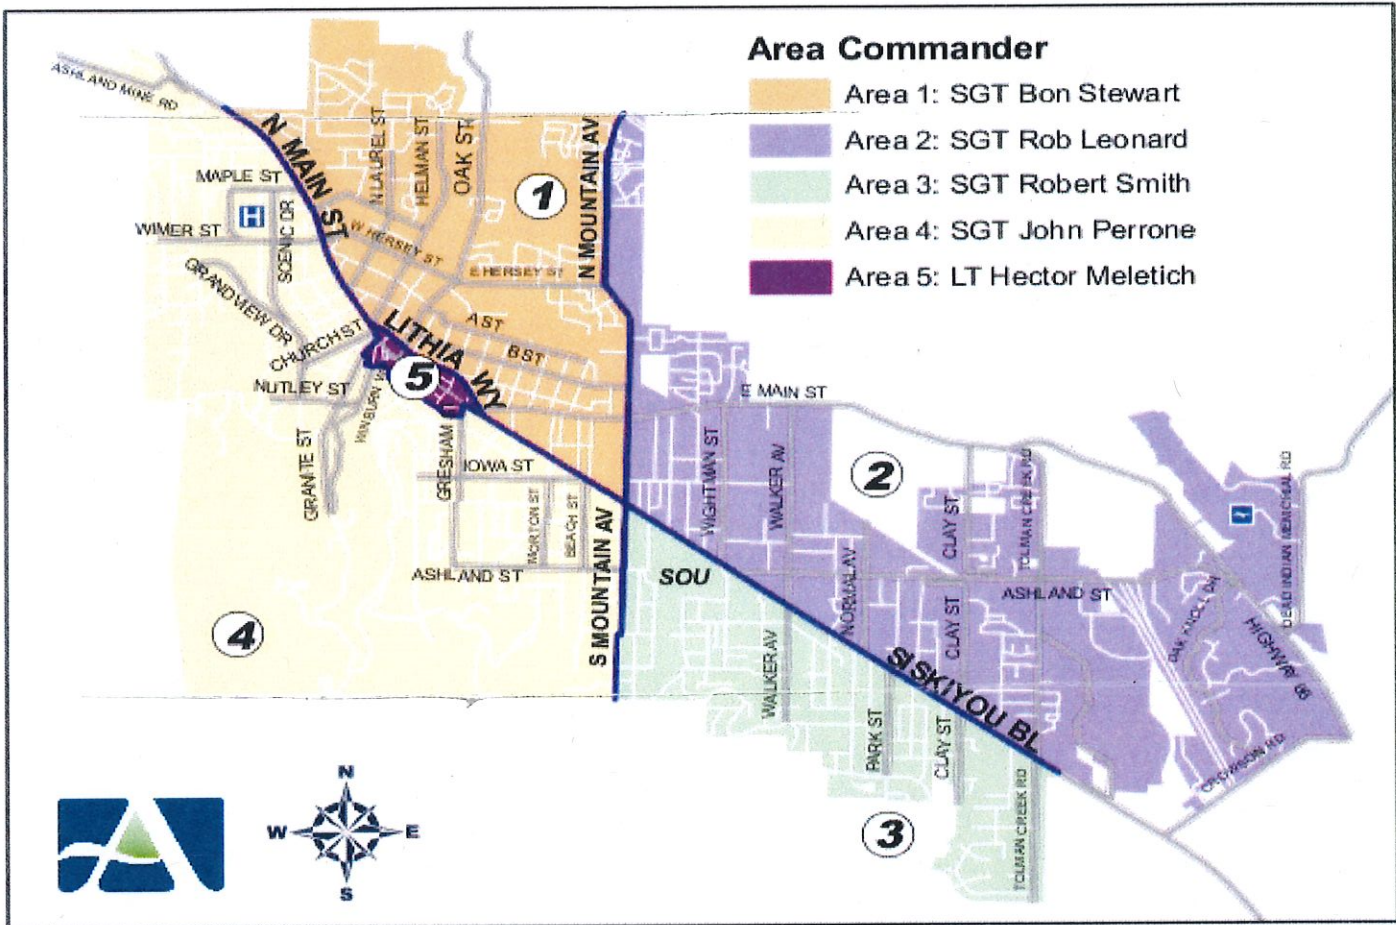 Area Commander
Area 1: SGT Bon Stewart
Area 2: SGT Rob Leonard
Area 3: SGT Robert Smith
Area 4: SGT John Perrone
Area 5: LT Hector Meletich
ASHLAND MINE RD
N MAIN ST
N LAUREL ST
HELMAN ST
OAK ST
1
N MOUNTAIN AV
MAPLE ST
H
WIMER ST
SCENIC DR
W HERSEY ST
E HERSEY ST
GRANDVIEW DR
CHURCH ST
LITHIA WY
A ST
B ST
NUTLEY ST
5
E MAIN ST
GRANITE ST
GRESHAM
IOWA ST
WIGHTMAN ST
WALKER AV
2
CLAY ST
TOLMAN CREEK RD
DEAD INDIAN MEMORIAL RD
MORTON ST
BEACH ST
ASHLAND ST
S MOUNTAIN AV
SOU
NORMAL AV
ASHLAND ST
OAK KNOLL DR
HIGHWAY 66
4
WALKER AV
CLAY ST
SISKIYOU BL
PARK ST
CLAY ST
TOLMAN CREEK RD
CROWSON RD
3
N
W
E
S